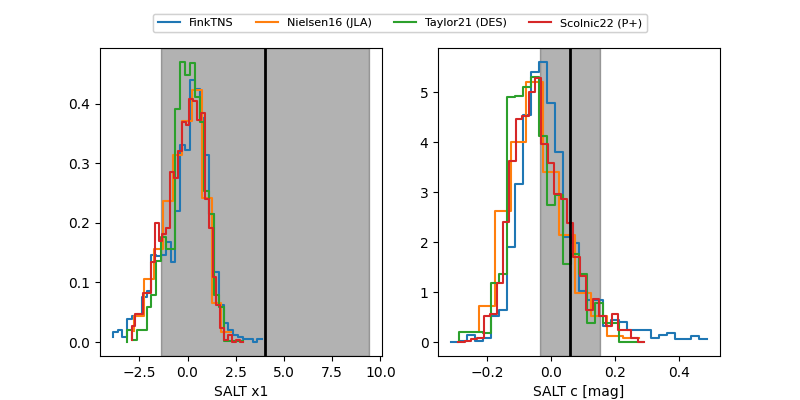 FinkTNS Nielsen16 (JLA) Taylor21 (DES) Scolnic22 (P+)
0.4
0.3
0.2
0.1
0.0
−2.5 0.0 2.5 5.0 7.5 10.0
SALT x1
5
4
3
2
1
0
−0.2 0.0 0.2 0.4
SALT c [mag]